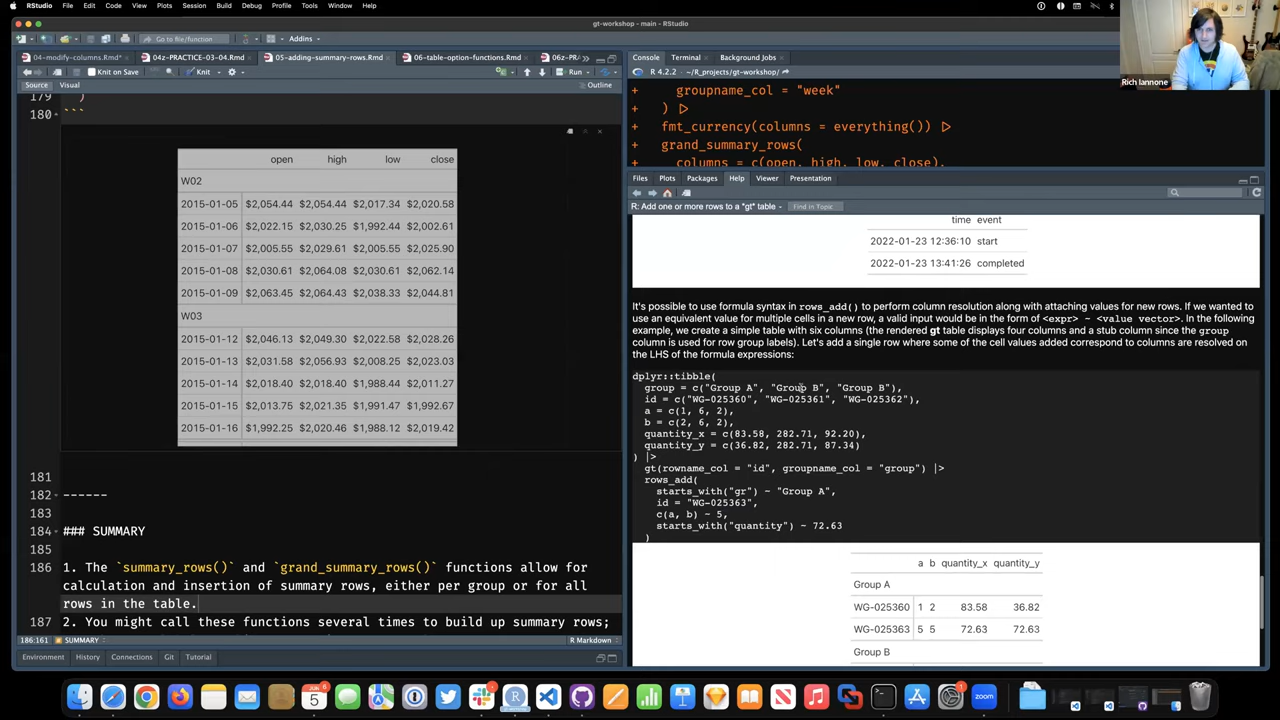 RStudio File Edit Code View Plots Session Build Debug Profile Tools Window Help
gt-workshop - main - RStudio
Go to file/function Addins
04-modify-columns.Rmd* 04z-PRACTICE-03-04.Rmd 05-adding-summary-rows.Rmd 06-table-option-functions.Rmd 06z-PR
Knit on Save Knit Run
Source Visual Outline
179 )
180 ```
open high low close
W02
2015-01-05 $2,054.44 $2,054.44 $2,017.34 $2,020.58
2015-01-06 $2,022.15 $2,030.25 $1,992.44 $2,002.61
2015-01-07 $2,005.55 $2,029.61 $2,005.55 $2,025.90
2015-01-08 $2,030.61 $2,064.08 $2,030.61 $2,062.14
2015-01-09 $2,063.45 $2,064.43 $2,038.33 $2,044.81
W03
2015-01-12 $2,046.13 $2,049.30 $2,022.58 $2,028.26
2015-01-13 $2,031.58 $2,056.93 $2,008.25 $2,023.03
2015-01-14 $2,018.40 $2,018.40 $1,988.44 $2,011.27
2015-01-15 $2,013.75 $2,021.35 $1,991.47 $1,992.67
2015-01-16 $1,992.25 $2,020.46 $1,988.12 $2,019.42
181
182 ------
183
184 ### SUMMARY
185
186 1. The `summary_rows()` and `grand_summary_rows()` functions allow for
calculation and insertion of summary rows, either per group or for all
rows in the table.
187 2. You might call these functions several times to build up summary rows;
186:161 SUMMARY R Markdown
Environment History Connections Git Tutorial
Console Terminal Background Jobs
R 4.2.2 · ~/R_projects/gt-workshop/
+ groupname_col = "week"
+ ) |>
+ fmt_currency(columns = everything()) |>
+ grand_summary_rows(
+ columns = c(open, high, low, close),
Files Plots Packages Help Viewer Presentation
R: Add one or more rows to a "gt" table Find in Topic
time event
2022-01-23 12:36:10 start
2022-01-23 13:41:26 completed
It's possible to use formula syntax in rows_add() to perform column resolution along with attaching values for new rows. If we wanted to
use an equivalent value for multiple cells in a new row, a valid input would be in the form of <expr> ~ <value vector>. In the following
example, we create a simple table with six columns (the rendered gt table displays four columns and a stub column since the group
column is used for row group labels). Let's add a single row where some of the cell values added correspond to columns are resolved on
the LHS of the formula expressions:
dplyr::tibble(
group = c("Group A", "Group B", "Group B"),
id = c("WG-025360", "WG-025361", "WG-025362"),
a = c(1, 6, 2),
b = c(2, 6, 2),
quantity_x = c(83.58, 282.71, 92.20),
quantity_y = c(36.82, 282.71, 87.34)
) |>
gt(rowname_col = "id", groupname_col = "group") |>
rows_add(
starts_with("gr") ~ "Group A",
id = "WG-025363",
c(a, b) ~ 5,
starts_with("quantity") ~ 72.63
)
a b quantity_x quantity_y
Group A
WG-025360 1 2 83.58 36.82
WG-025363 5 5 72.63 72.63
Group B
Rich Iannone
JUN 5
zoom